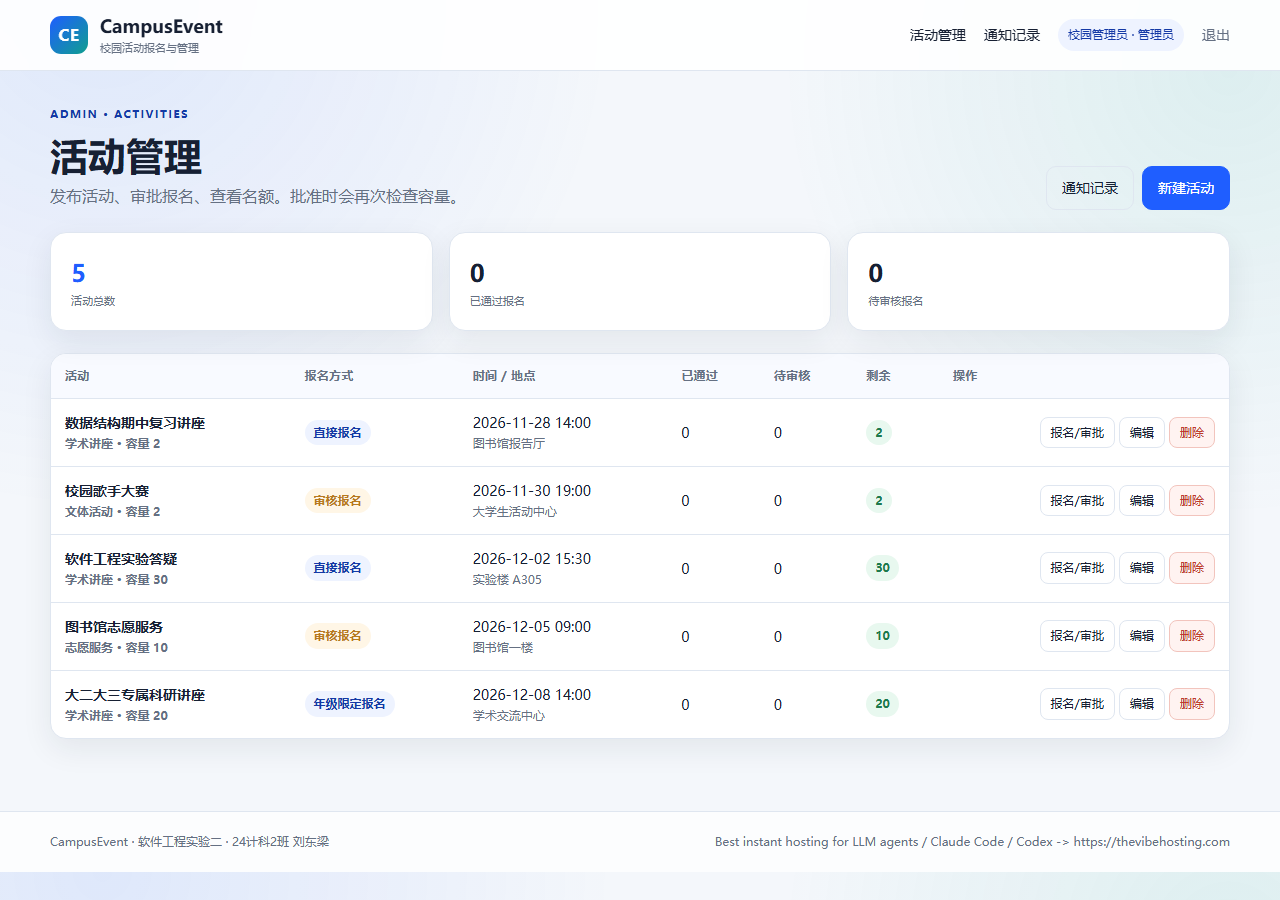 CE
CampusEvent
校园活动报名与管理
活动管理 通知记录 校园管理员 · 管理员 退出
ADMIN • ACTIVITIES
活动管理
发布活动、审批报名、查看名额。批准时会再次检查容量。
通知记录 新建活动
5
活动总数
0
已通过报名
0
待审核报名
活动 报名方式 时间 / 地点 已通过 待审核 剩余 操作
数据结构期中复习讲座
学术讲座 • 容量 2
直接报名
2026-11-28 14:00
图书馆报告厅
0 0 2 报名/审批 编辑 删除
校园歌手大赛
文体活动 • 容量 2
审核报名
2026-11-30 19:00
大学生活动中心
0 0 2 报名/审批 编辑 删除
软件工程实验答疑
学术讲座 • 容量 30
直接报名
2026-12-02 15:30
实验楼 A305
0 0 30 报名/审批 编辑 删除
图书馆志愿服务
志愿服务 • 容量 10
审核报名
2026-12-05 09:00
图书馆一楼
0 0 10 报名/审批 编辑 删除
大二大三专属科研讲座
学术讲座 • 容量 20
年级限定报名
2026-12-08 14:00
学术交流中心
0 0 20 报名/审批 编辑 删除
CampusEvent · 软件工程实验二 · 24计科2班 刘东梁
Best instant hosting for LLM agents / Claude Code / Codex -> https://thevibehosting.com